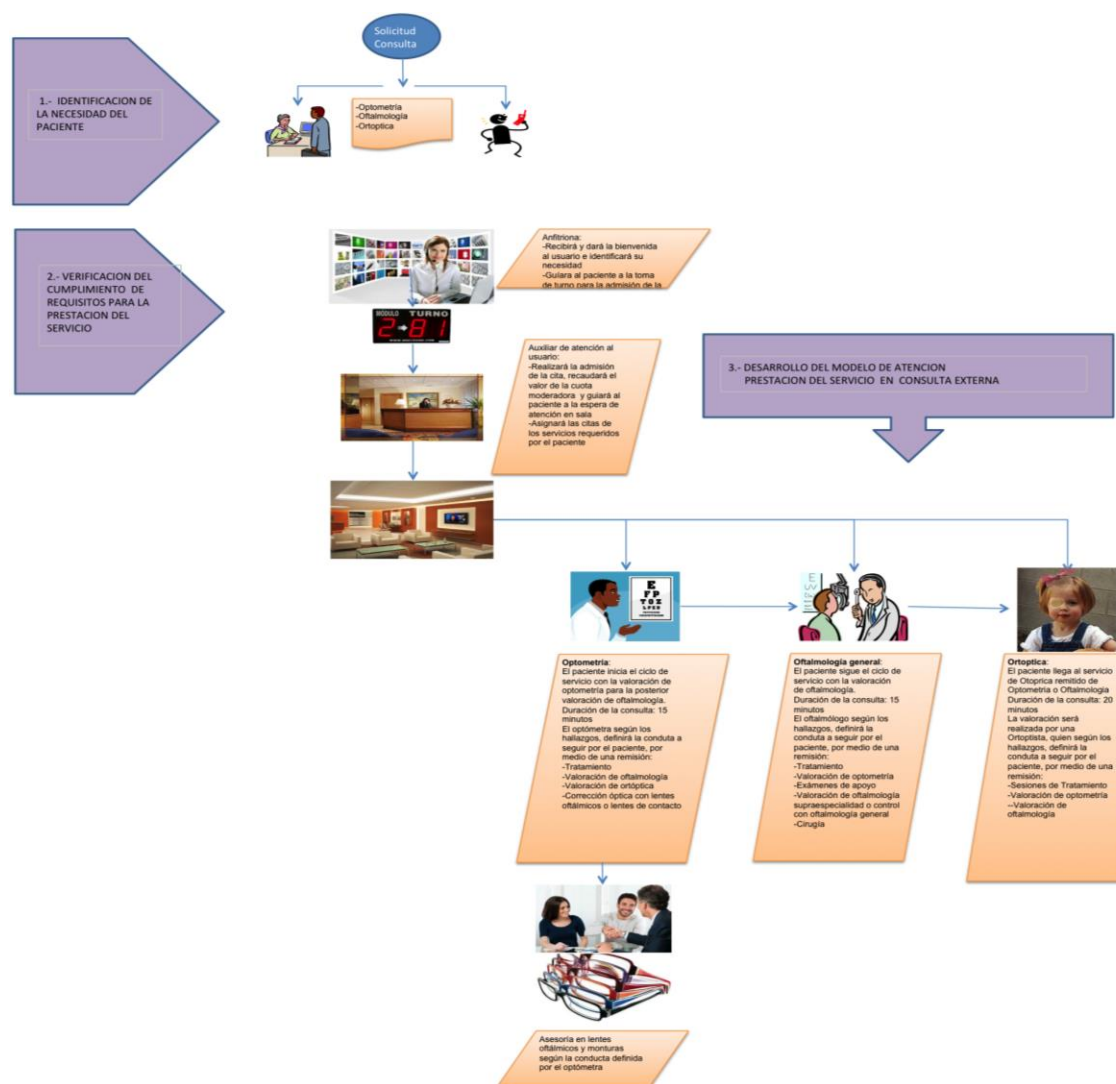 Solicitud
Consulta
1.- IDENTIFICACION DE
LA NECESIDAD DEL
PACIENTE
-Optometría
-Oftalmología
-Ortoptica
2.- VERIFICACION DEL
CUMPLIMIENTO DE
REQUISITOS PARA LA
PRESTACION DEL
SERVICIO
Anfitriona:
-Recibirá y dará la bienvenida
al usuario e identificará su
necesidad
-Guiara al paciente a la toma
de turno para la admisión de la
MODULO TURNO
2 81
Auxiliar de atención al
usuario:
-Realizará la admisión
de la cita, recaudará el
valor de la cuota
moderadora y guiará al
paciente a la espera de
atención en sala
-Asignará las citas de
los servicios requeridos
por el paciente
3.- DESARROLLO DEL MODELO DE ATENCION
PRESTACION DEL SERVICIO EN CONSULTA EXTERNA
E
F P
T O Z
Optometría:
El paciente inicia el ciclo de
servicio con la valoración de
optometría para la posterior
valoración de oftalmología.
Duración de la consulta: 15
minutos
El optómetra según los
hallazgos, definirá la conduta a
seguir por el paciente, por
medio de una remisión:
-Tratamiento
-Valoración de oftalmología
-Valoración de ortóptica
-Corrección óptica con lentes
oftálmicos o lentes de contacto
Oftalmología general:
El paciente sigue el ciclo de
servicio con la valoración
de oftalmología.
Duración de la consulta: 15
minutos
El oftalmólogo según los
hallazgos, definirá la
conduta a seguir por el
paciente, por medio de una
remisión:
-Tratamiento
-Valoración de optometría
-Exámenes de apoyo
-Valoración de oftalmología
supraespecialidad o control
con oftalmología general
-Cirugía
Ortoptica:
El paciente llega al servicio
de Otoprica remitido de
Optometria o Oftalmologia
Duración de la consulta: 20
minutos
La valoración será
realizada por una
Ortoptista, quien según los
hallazgos, definirá la
conduta a seguir por el
paciente, por medio de una
remisión:
-Sesiones de Tratamiento
-Valoración de optometría
--Valoración de
oftalmología
Asesoría en lentes
oftálmicos y monturas
según la conducta definida
por el optómetra